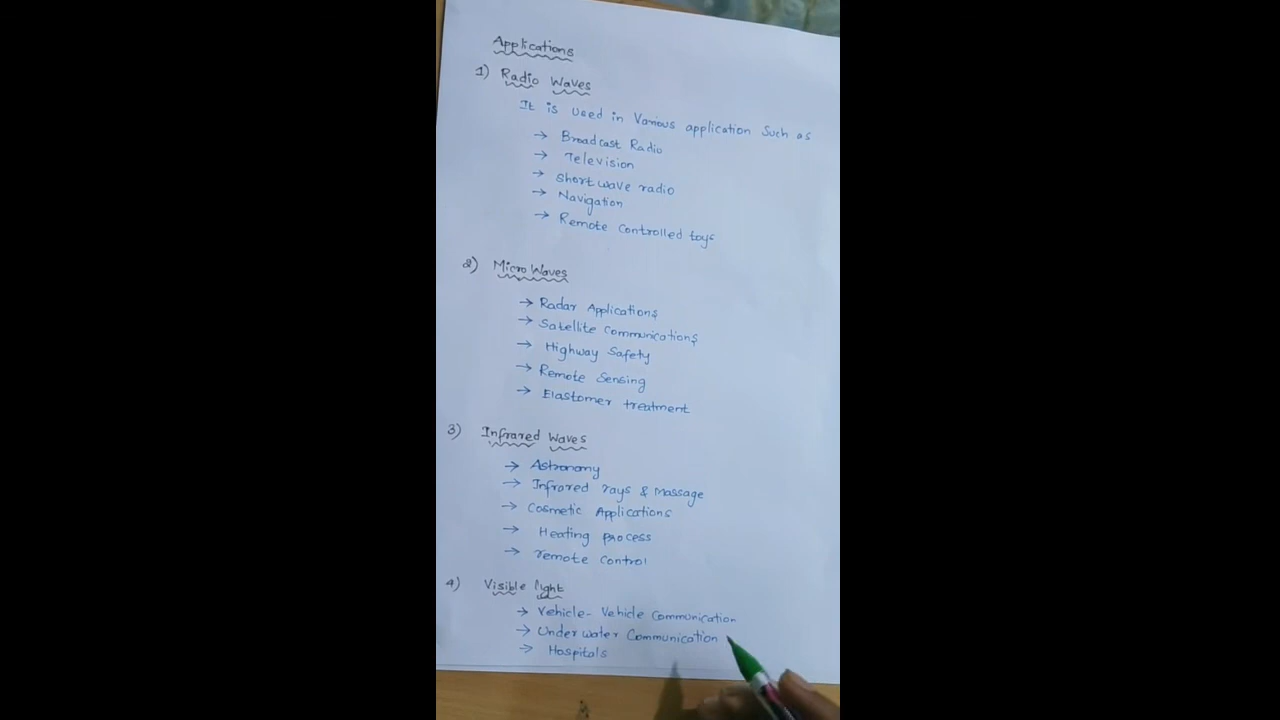 Applications
1) Radio Waves
It is used in Various application Such as
→ Broadcast Radio
→ Television
→ Short wave radio
→ Navigation
→ Remote Controlled toys
2) Micro Waves
→ Radar Applications
→ Satellite Communications
→ Highway Safety
→ Remote Sensing
→ Elastomer treatment
3) Infrared Waves
→ Astronomy
→ Infrared rays & Massage
→ Cosmetic Applications
→ Heating process
→ remote Control
4) Visible light
→ Vehicle- Vehicle Communication
→ Under water Communication
→ Hospitals